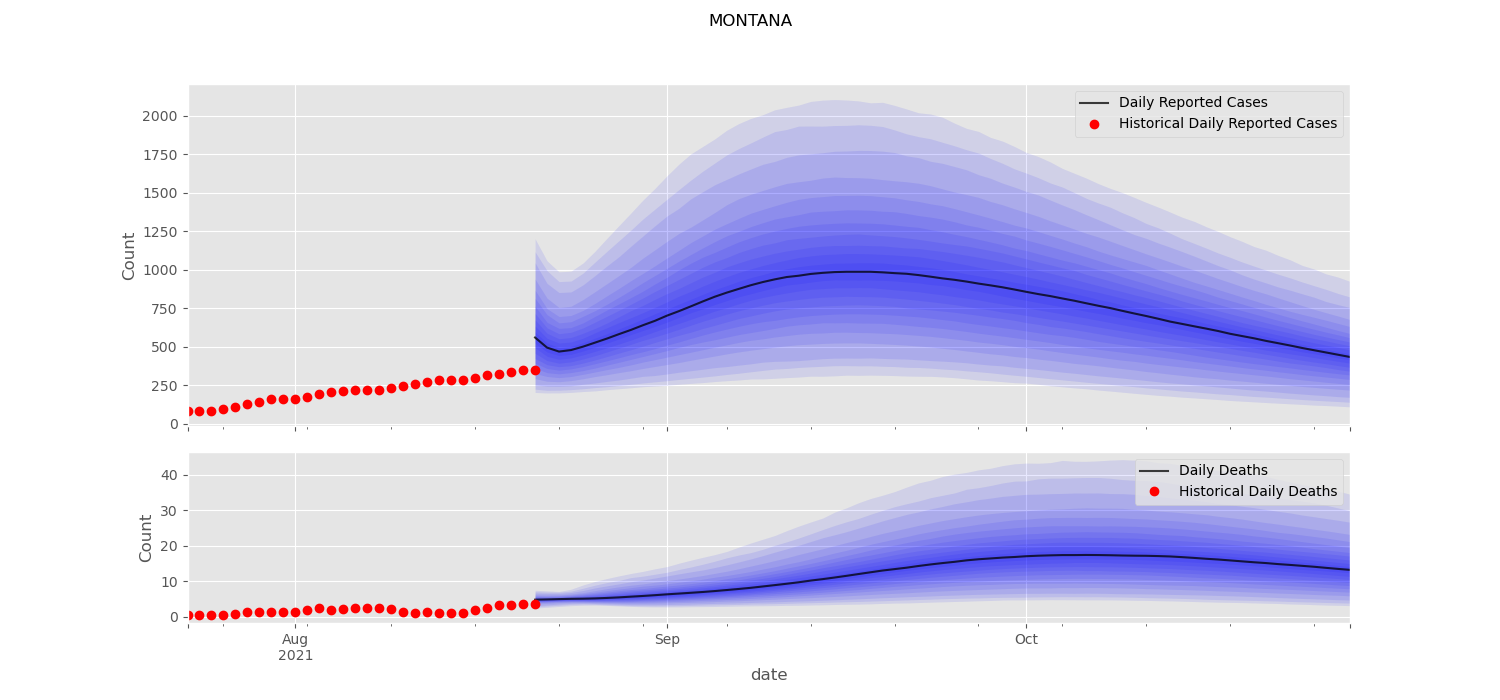 MONTANA
Daily Reported Cases
Historical Daily Reported Cases
Count
2000
1750
1500
1250
1000
750
500
250
0
Daily Deaths
Historical Daily Deaths
Count
40
30
20
10
0
Aug
2021
Sep
Oct
date